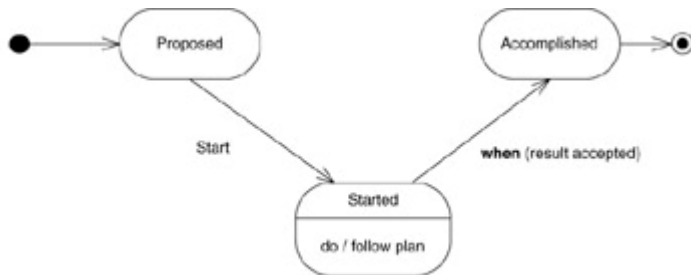 Proposed
Accomplished
Start
when (result accepted)
Started
do / follow plan